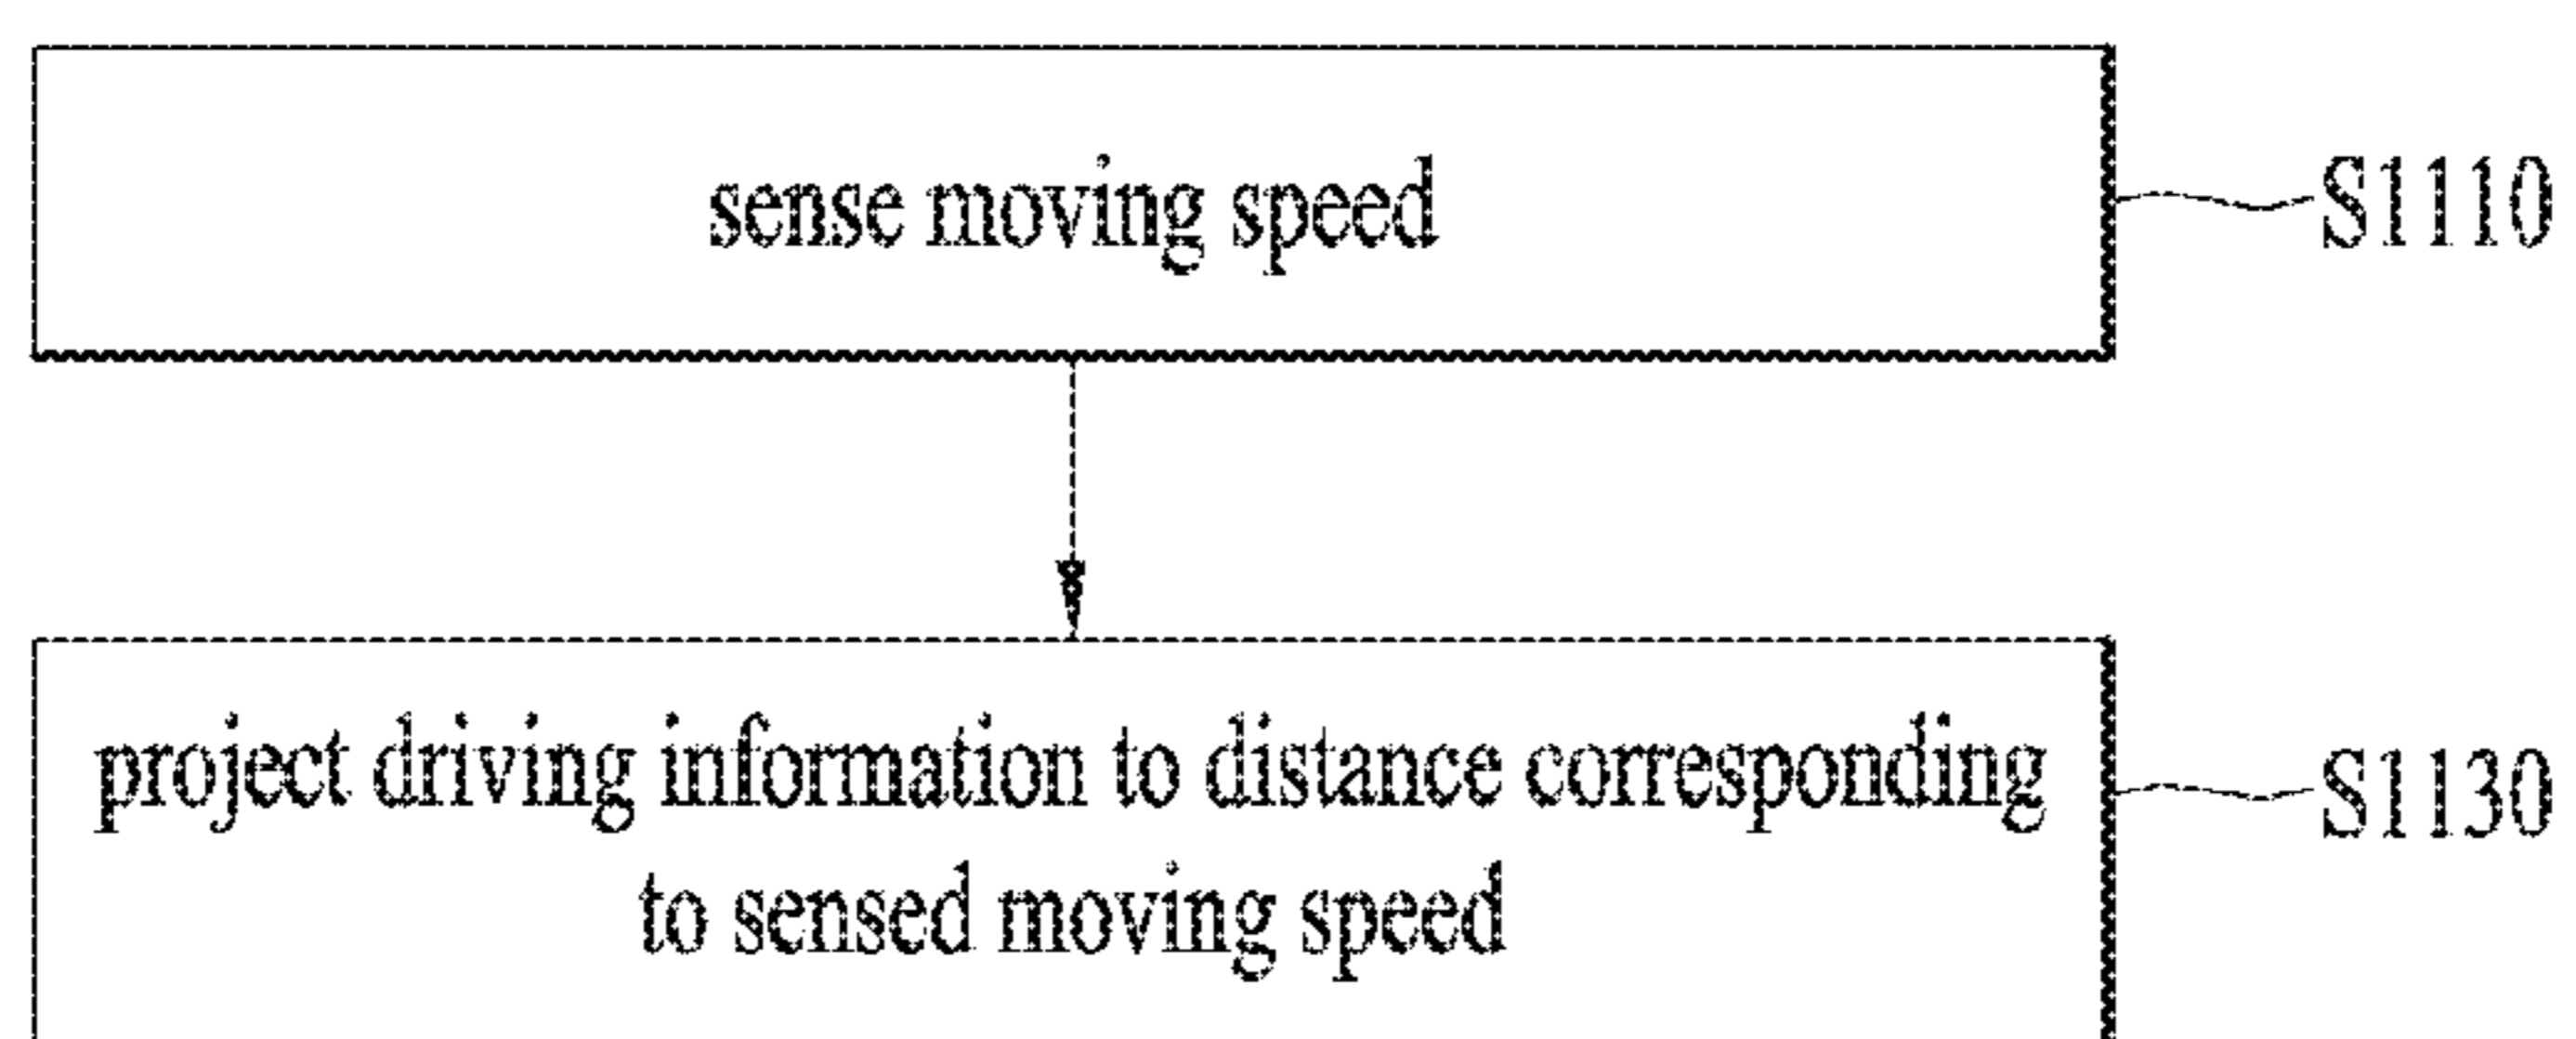 sense moving speed
S1110
project driving information to distance corresponding
to sensed moving speed
S1130